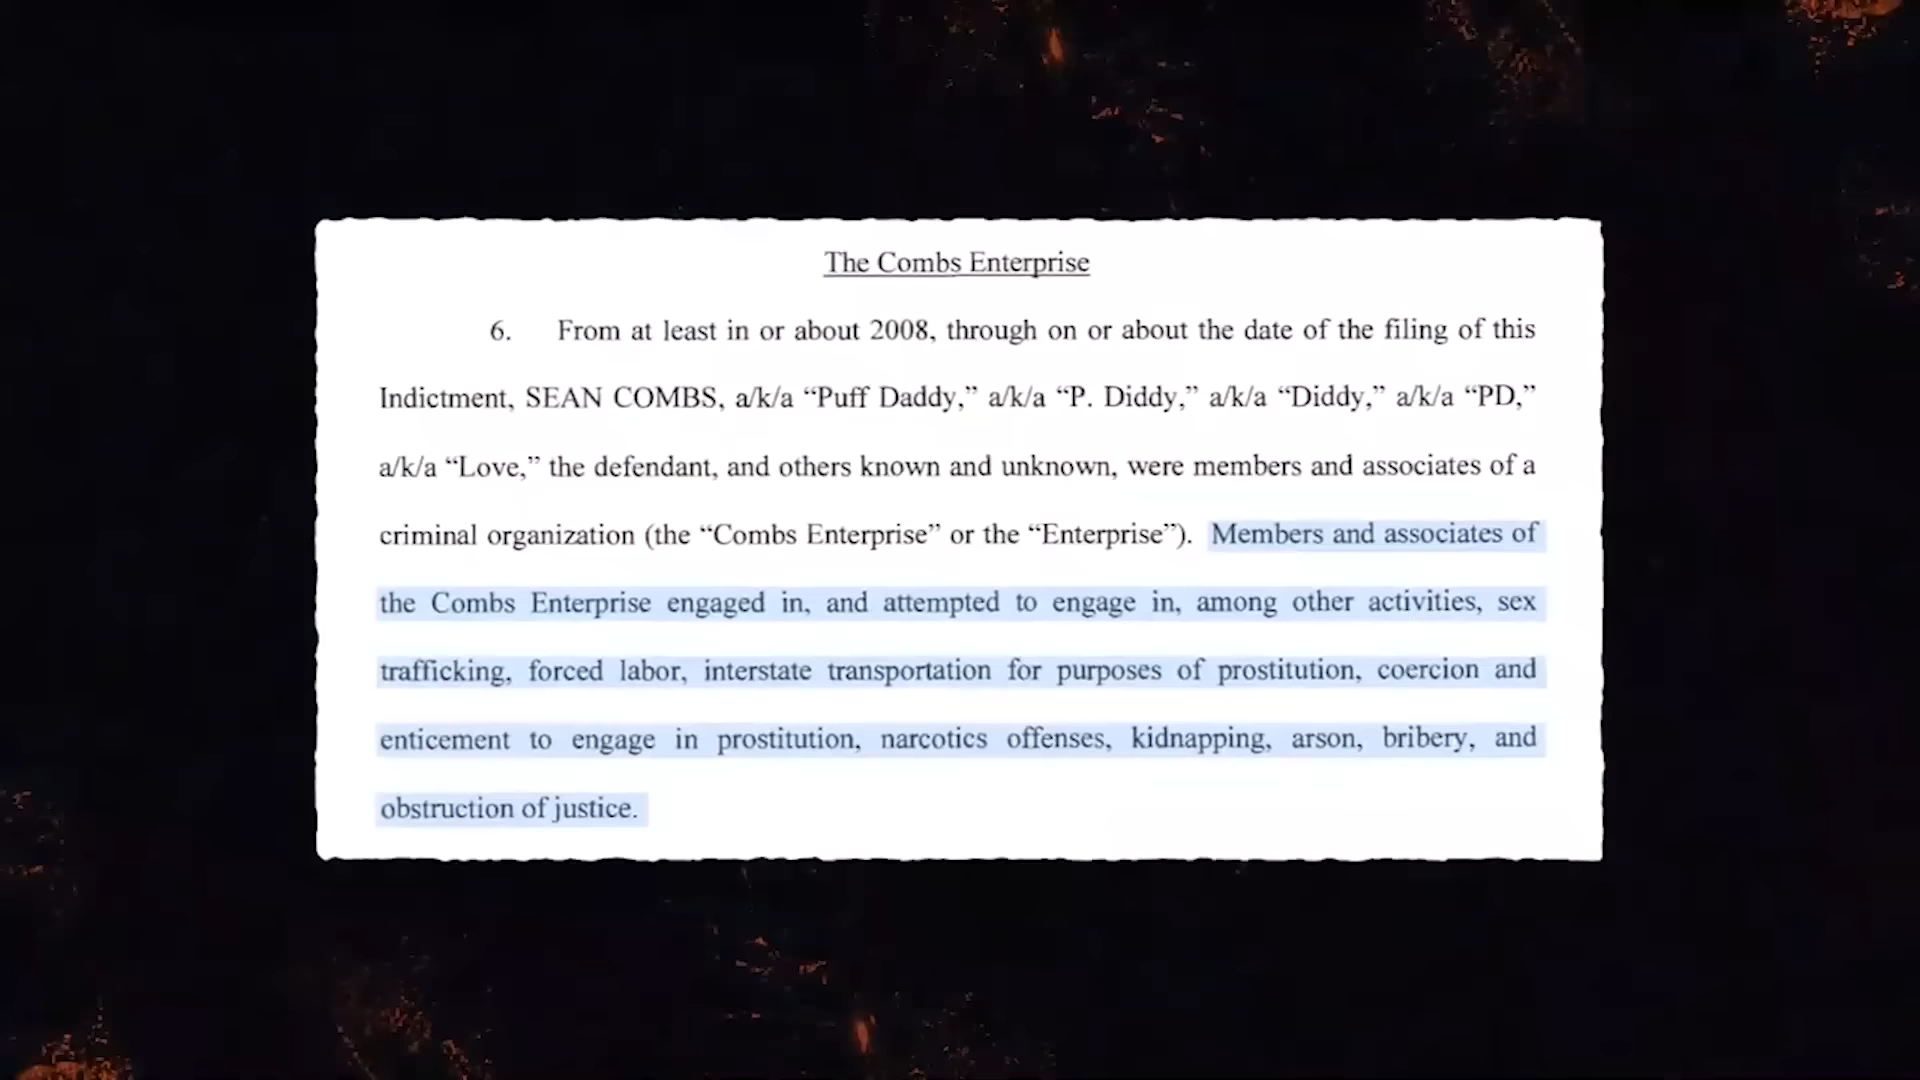 The Combs Enterprise
6. From at least in or about 2008, through on or about the date of the filing of this
Indictment, SEAN COMBS, a/k/a “Puff Daddy,” a/k/a “P. Diddy,” a/k/a “Diddy,” a/k/a “PD,”
a/k/a “Love,” the defendant, and others known and unknown, were members and associates of a
criminal organization (the “Combs Enterprise” or the “Enterprise”). Members and associates of
the Combs Enterprise engaged in, and attempted to engage in, among other activities, sex
trafficking, forced labor, interstate transportation for purposes of prostitution, coercion and
enticement to engage in prostitution, narcotics offenses, kidnapping, arson, bribery, and
obstruction of justice.